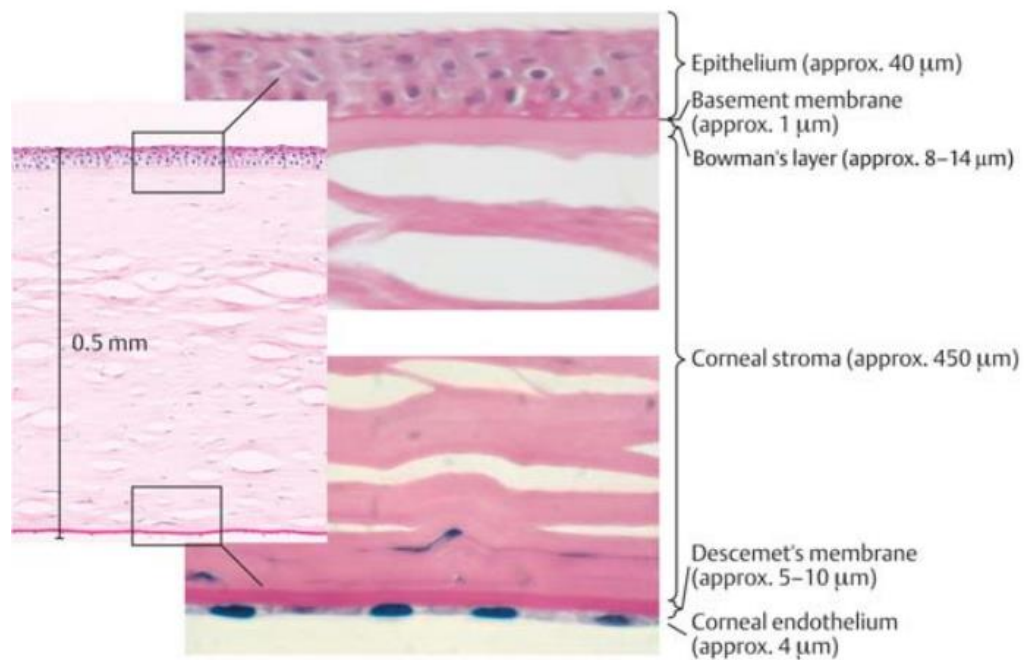 Epithelium (approx. 40 μm)
Basement membrane
(approx. 1 μm)
Bowman's layer (approx. 8–14 μm)
0.5 mm
Corneal stroma (approx. 450 μm)
Descemet's membrane
(approx. 5–10 μm)
Corneal endothelium
(approx. 4 μm)